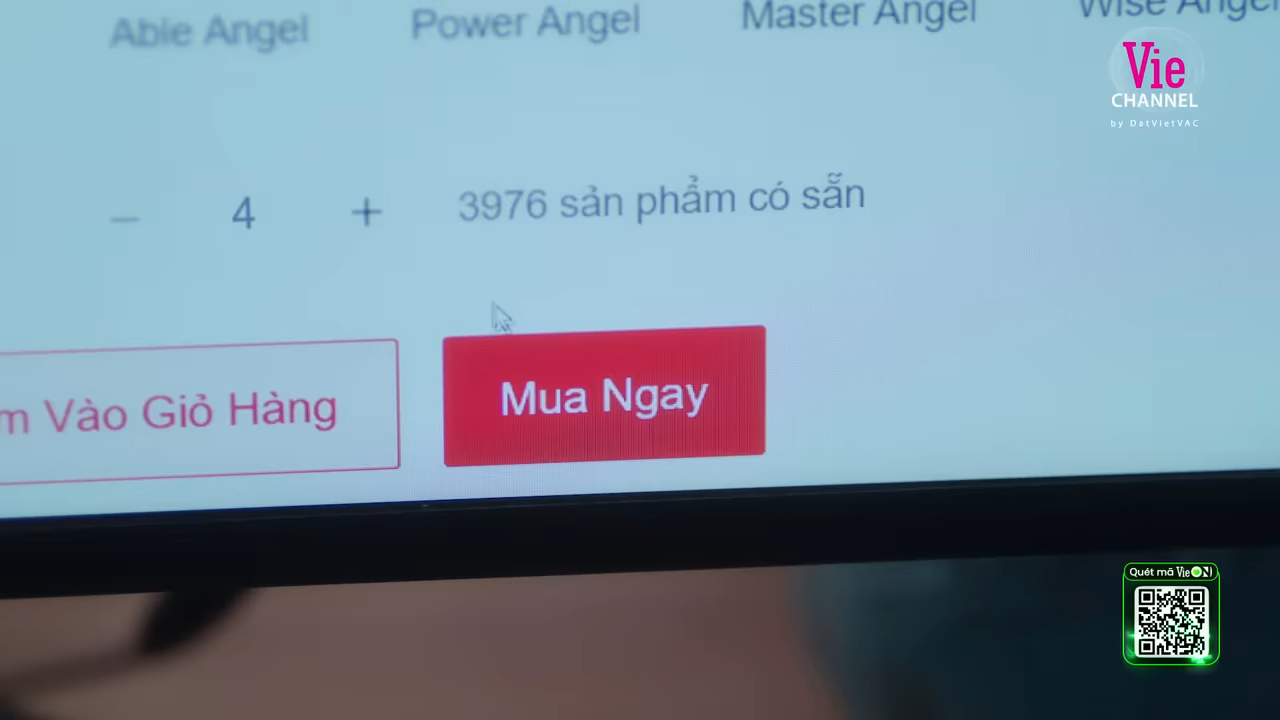 Able Angel
Power Angel
Master Angel
Wise Angel
Vie
CHANNEL
by DatVietVAC
− 4 + 3976 sản phẩm có sẵn
m Vào Giỏ Hàng
Mua Ngay
Quét mã VieON!